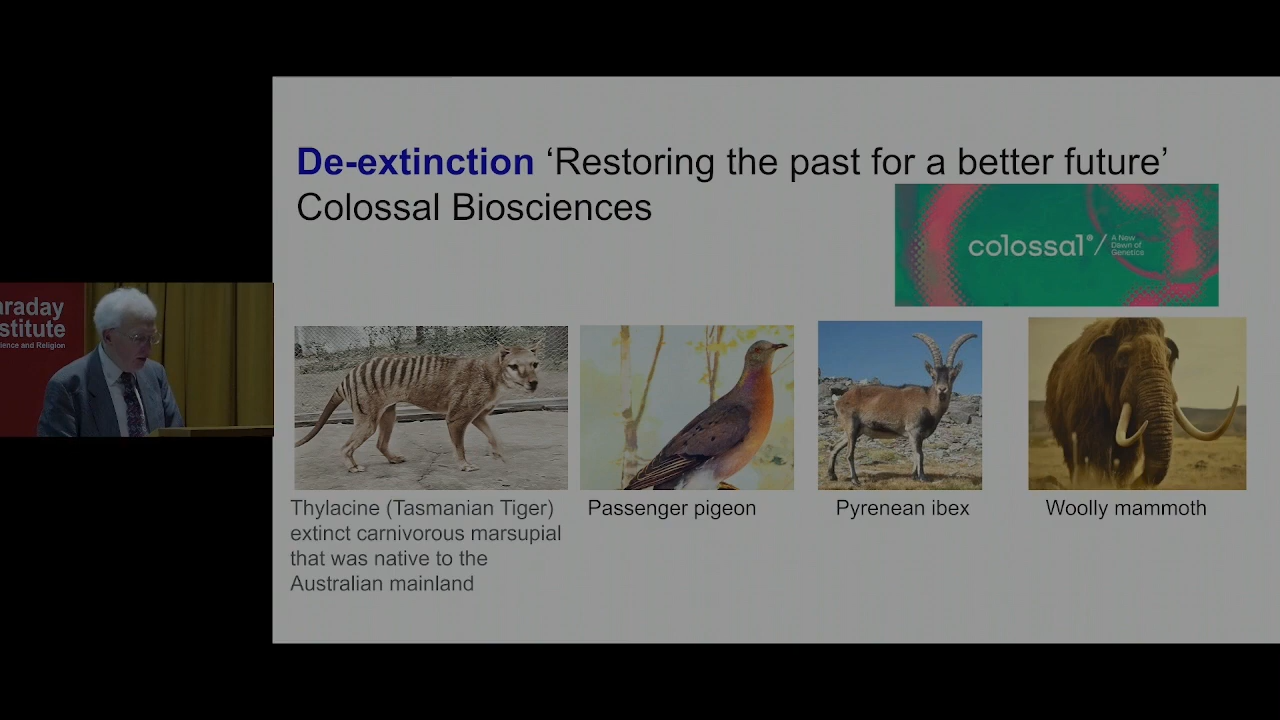 De-extinction ‘Restoring the past for a better future’
Colossal Biosciences
colossal®/
A New
Dawn of
Genetics
araday
stitute
ience and Religion
Thylacine (Tasmanian Tiger)
extinct carnivorous marsupial
that was native to the
Australian mainland
Passenger pigeon
Pyrenean ibex
Woolly mammoth